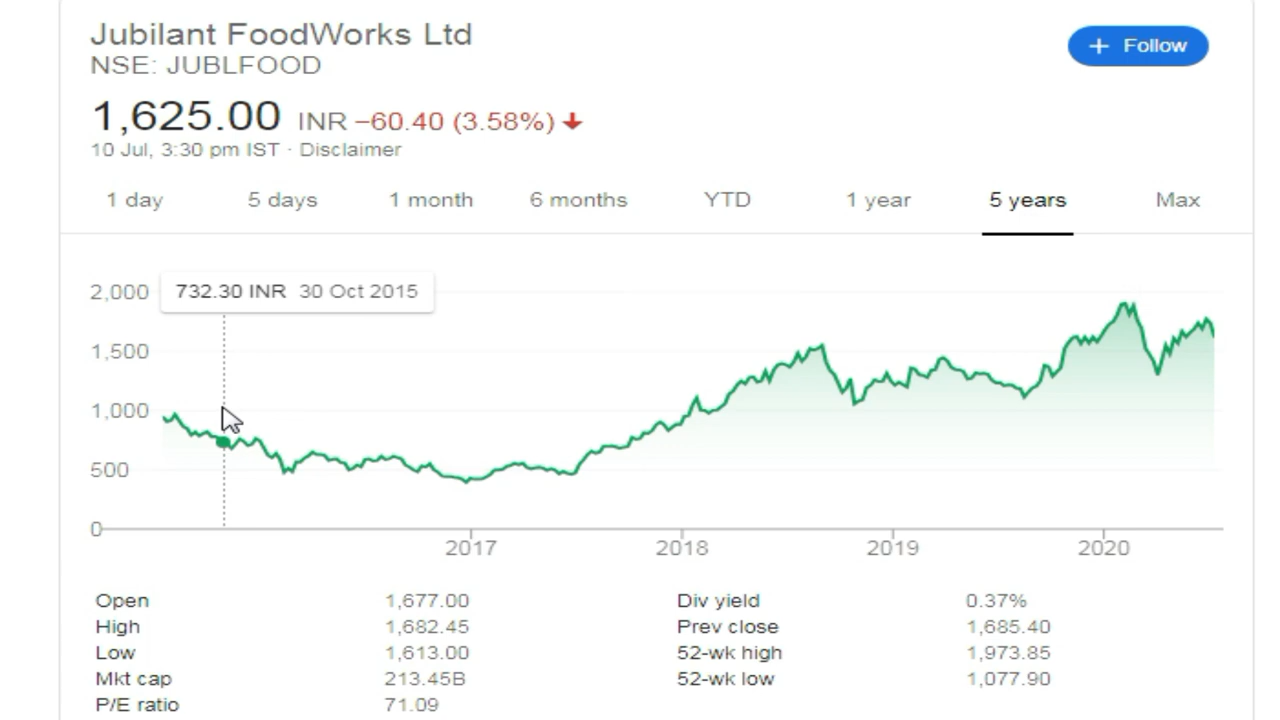 Jubilant FoodWorks Ltd
+ Follow
NSE: JUBLFOOD
1,625.00 INR −60.40 (3.58%) ↓
10 Jul, 3:30 pm IST · Disclaimer
1 day 5 days 1 month 6 months YTD 1 year 5 years Max
732.30 INR 30 Oct 2015
2,000
1,500
1,000
500
0
2017 2018 2019 2020
Open 1,677.00 Div yield 0.37%
High 1,682.45 Prev close 1,685.40
Low 1,613.00 52-wk high 1,973.85
Mkt cap 213.45B 52-wk low 1,077.90
P/E ratio 71.09